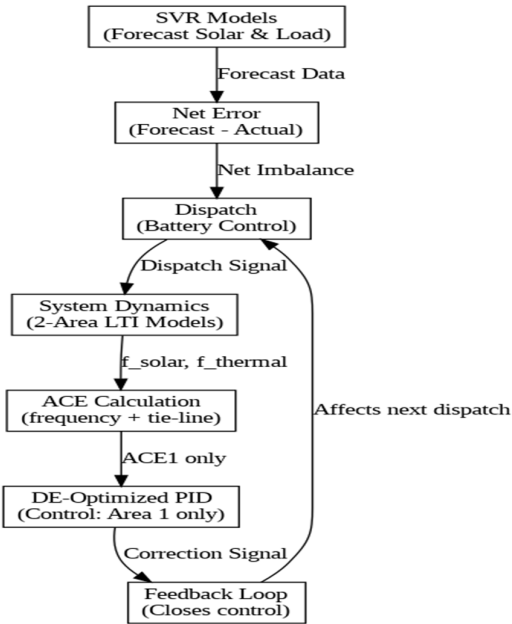 SVR Models
(Forecast Solar & Load)
Forecast Data
Net Error
(Forecast - Actual)
Net Imbalance
Dispatch
(Battery Control)
Dispatch Signal
System Dynamics
(2-Area LTI Models)
f_solar, f_thermal
ACE Calculation
(frequency + tie-line)
Affects next dispatch
ACE1 only
DE-Optimized PID
(Control: Area 1 only)
Correction Signal
Feedback Loop
(Closes control)